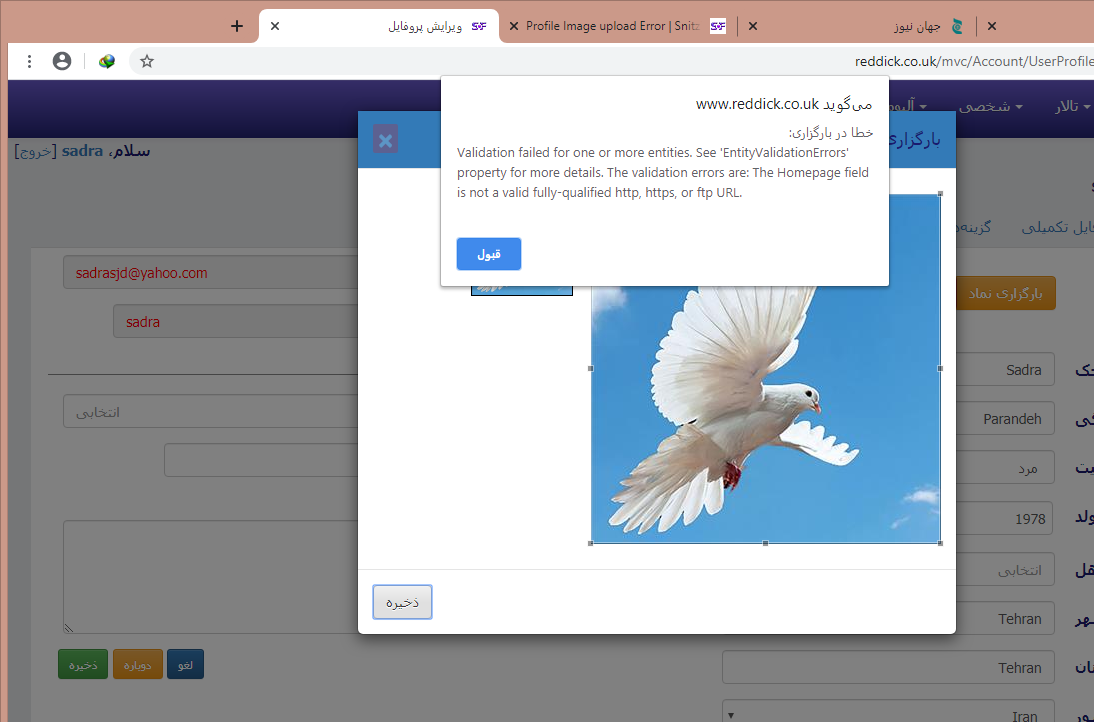 جهان نیوز
Profile Image upload Error | Snitz
ویرایش پروفایل
reddick.co.uk/mvc/Account/UserProfile
تالار
شخصی
آلبوم
سلام، sadra [خروج]
بارگزاری
www.reddick.co.uk می‌گوید
خطا در بارگزاری:
Validation failed for one or more entities. See 'EntityValidationErrors'
property for more details. The validation errors are: The Homepage field
is not a valid fully-qualified http, https, or ftp URL.
قبول
تکمیلی
sadrasjd@yahoo.com
بارگزاری نماد
sadra
Sadra
انتخابی
Parandeh
مرد
1978
انتخابی
ذخیره
Tehran
ذخیره
دوباره
لغو
Tehran
Iran